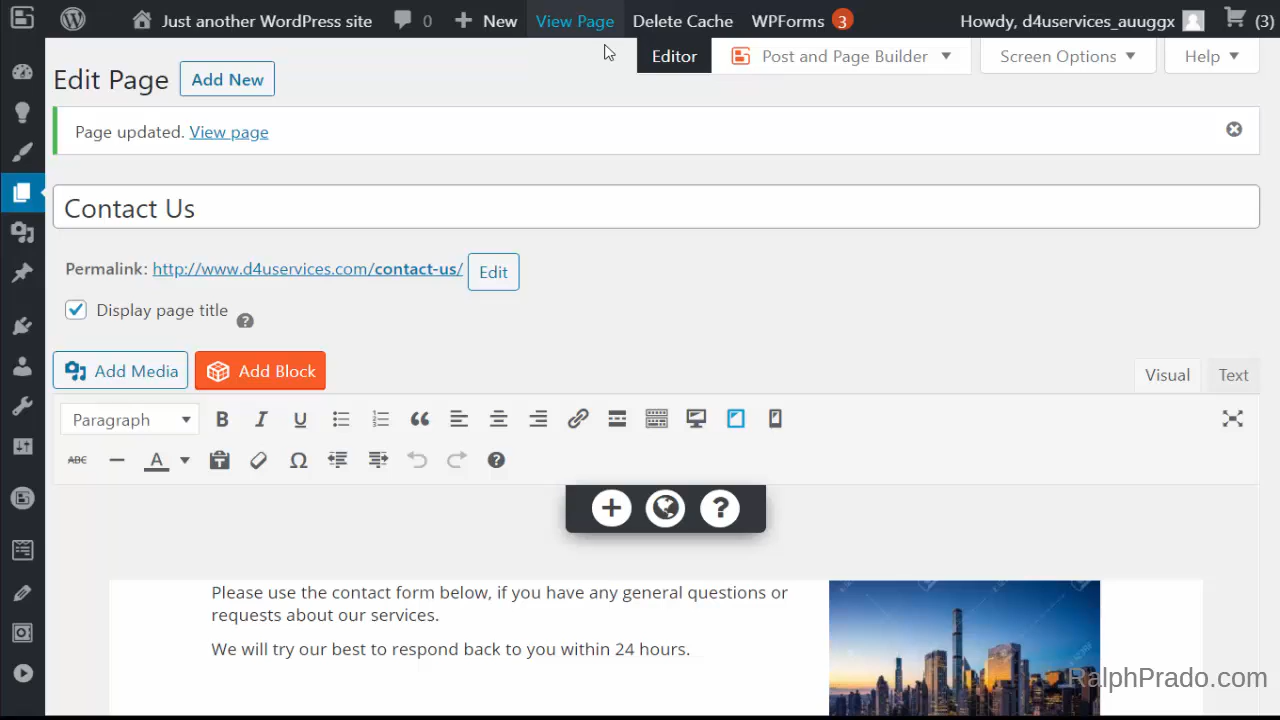 Just another WordPress site 0 New View Page Delete Cache WPForms 3 Howdy, d4uservices_auuggx (3)
Editor Post and Page Builder Screen Options Help
Edit Page Add New
Page updated. View page
Contact Us
Permalink: http://www.d4uservices.com/contact-us/ Edit
Display page title ?
Add Media Add Block Visual Text
Paragraph B I U
ABC A Ω ?
+ ?
Please use the contact form below, if you have any general questions or
requests about our services.
We will try our best to respond back to you within 24 hours.
RalphPrado.com